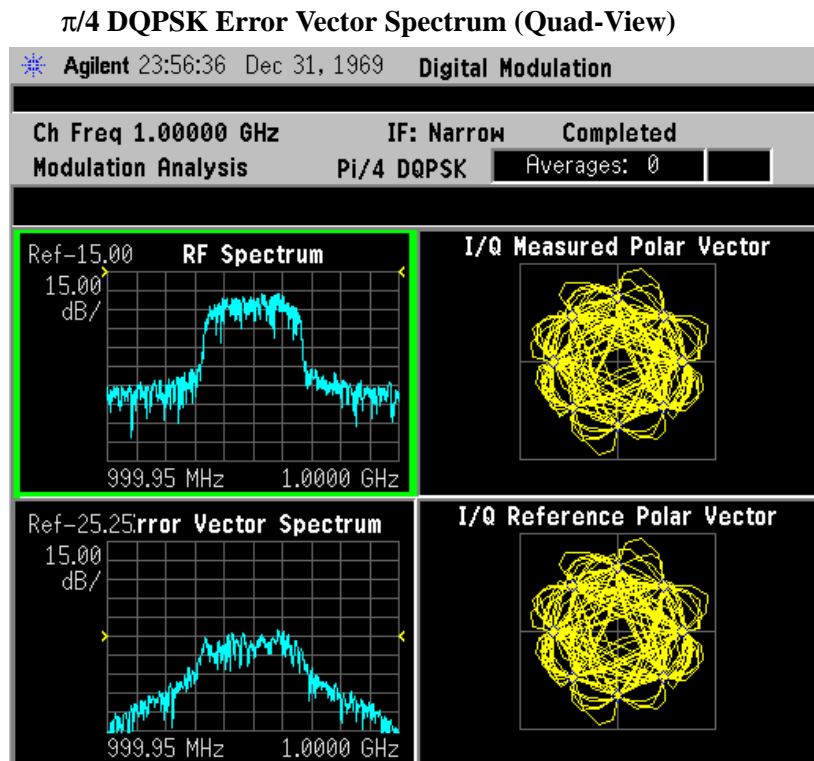 π/4 DQPSK Error Vector Spectrum (Quad-View)
Agilent 23:56:36 Dec 31, 1969 Digital Modulation
Ch Freq 1.00000 GHz IF: Narrow Completed
Modulation Analysis Pi/4 DQPSK Averages: 0
Ref-15.00 RF Spectrum
15.00
dB/
999.95 MHz 1.0000 GHz
I/Q Measured Polar Vector
Ref-25.25 rror Vector Spectrum
15.00
dB/
999.95 MHz 1.0000 GHz
I/Q Reference Polar Vector